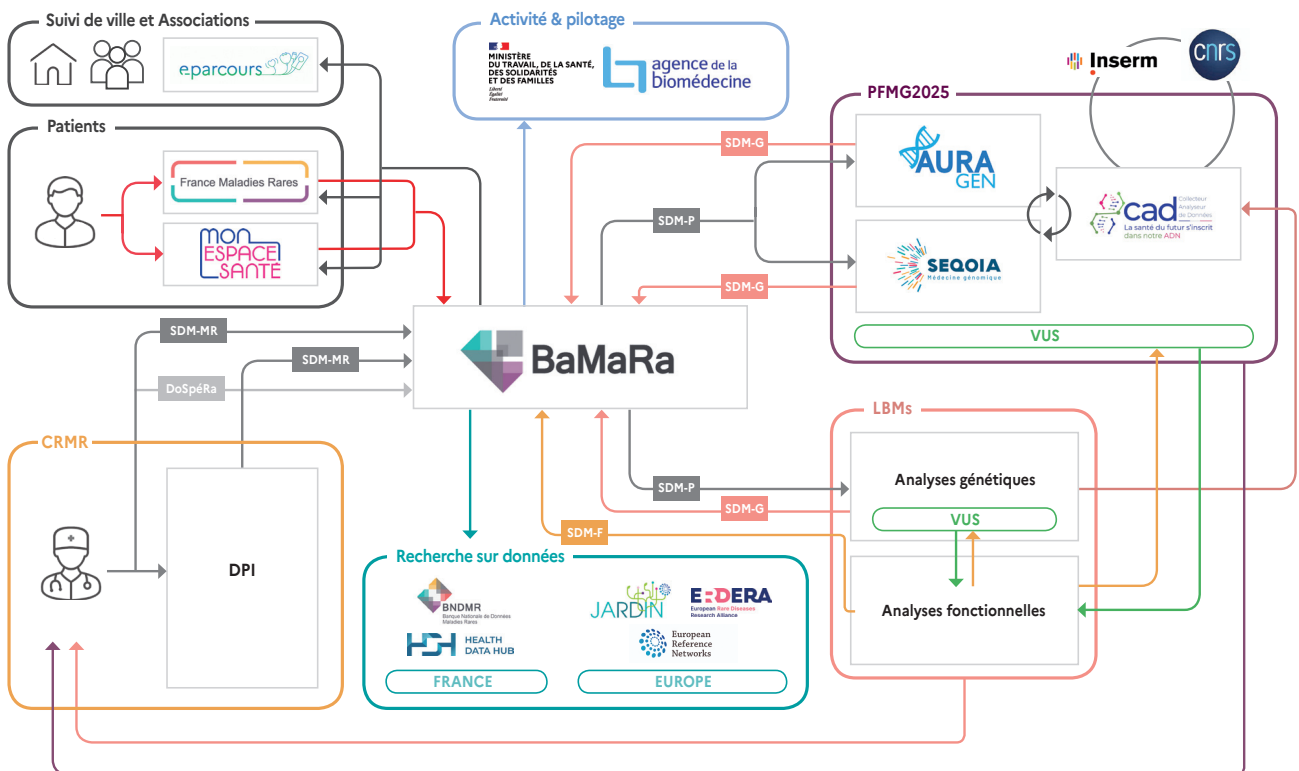 Suivi de ville et Associations
eparcours
Patients
France Maladies Rares
MON
ESPACE
SANTÉ
Activité & pilotage
MINISTÈRE
DU TRAVAIL, DE LA SANTÉ,
DES SOLIDARITÉS
ET DES FAMILLES
Liberté
Égalité
Fraternité
agence de la
biomédecine
Inserm
cnrs
PFMG2025
AURA
GEN
SEQOIA
Médecine génomique
cad
Collecteur
Analyseur
de Données
La santé du futur s'inscrit
dans notre ADN
VUS
SDM-G
SDM-P
SDM-G
SDM-MR
SDM-MR
DoSpéRa
BaMaRa
CRMR
DPI
SDM-P
SDM-G
SDM-F
LBMs
Analyses génétiques
VUS
Analyses fonctionnelles
Recherche sur données
BNDMR
Banque Nationale de Données
Maladies Rares
HDH
HEALTH
DATA HUB
FRANCE
JARDIN
ERDERA
European Rare Diseases
Research Alliance
European
Reference
Networks
EUROPE